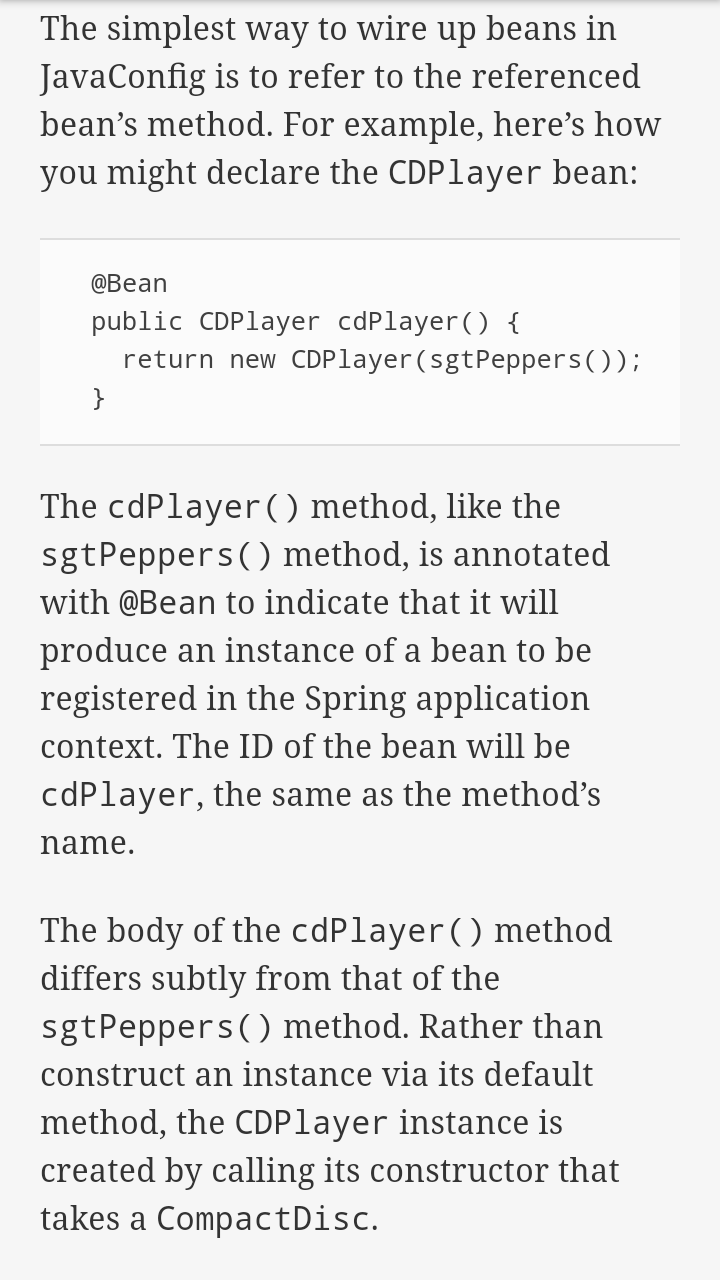 The simplest way to wire up beans in
JavaConfig is to refer to the referenced
bean’s method. For example, here’s how
you might declare the CDPlayer bean:
@Bean
public CDPlayer cdPlayer() {
  return new CDPlayer(sgtPeppers());
}
The cdPlayer() method, like the
sgtPeppers() method, is annotated
with @Bean to indicate that it will
produce an instance of a bean to be
registered in the Spring application
context. The ID of the bean will be
cdPlayer, the same as the method’s
name.
The body of the cdPlayer() method
differs subtly from that of the
sgtPeppers() method. Rather than
construct an instance via its default
method, the CDPlayer instance is
created by calling its constructor that
takes a CompactDisc.